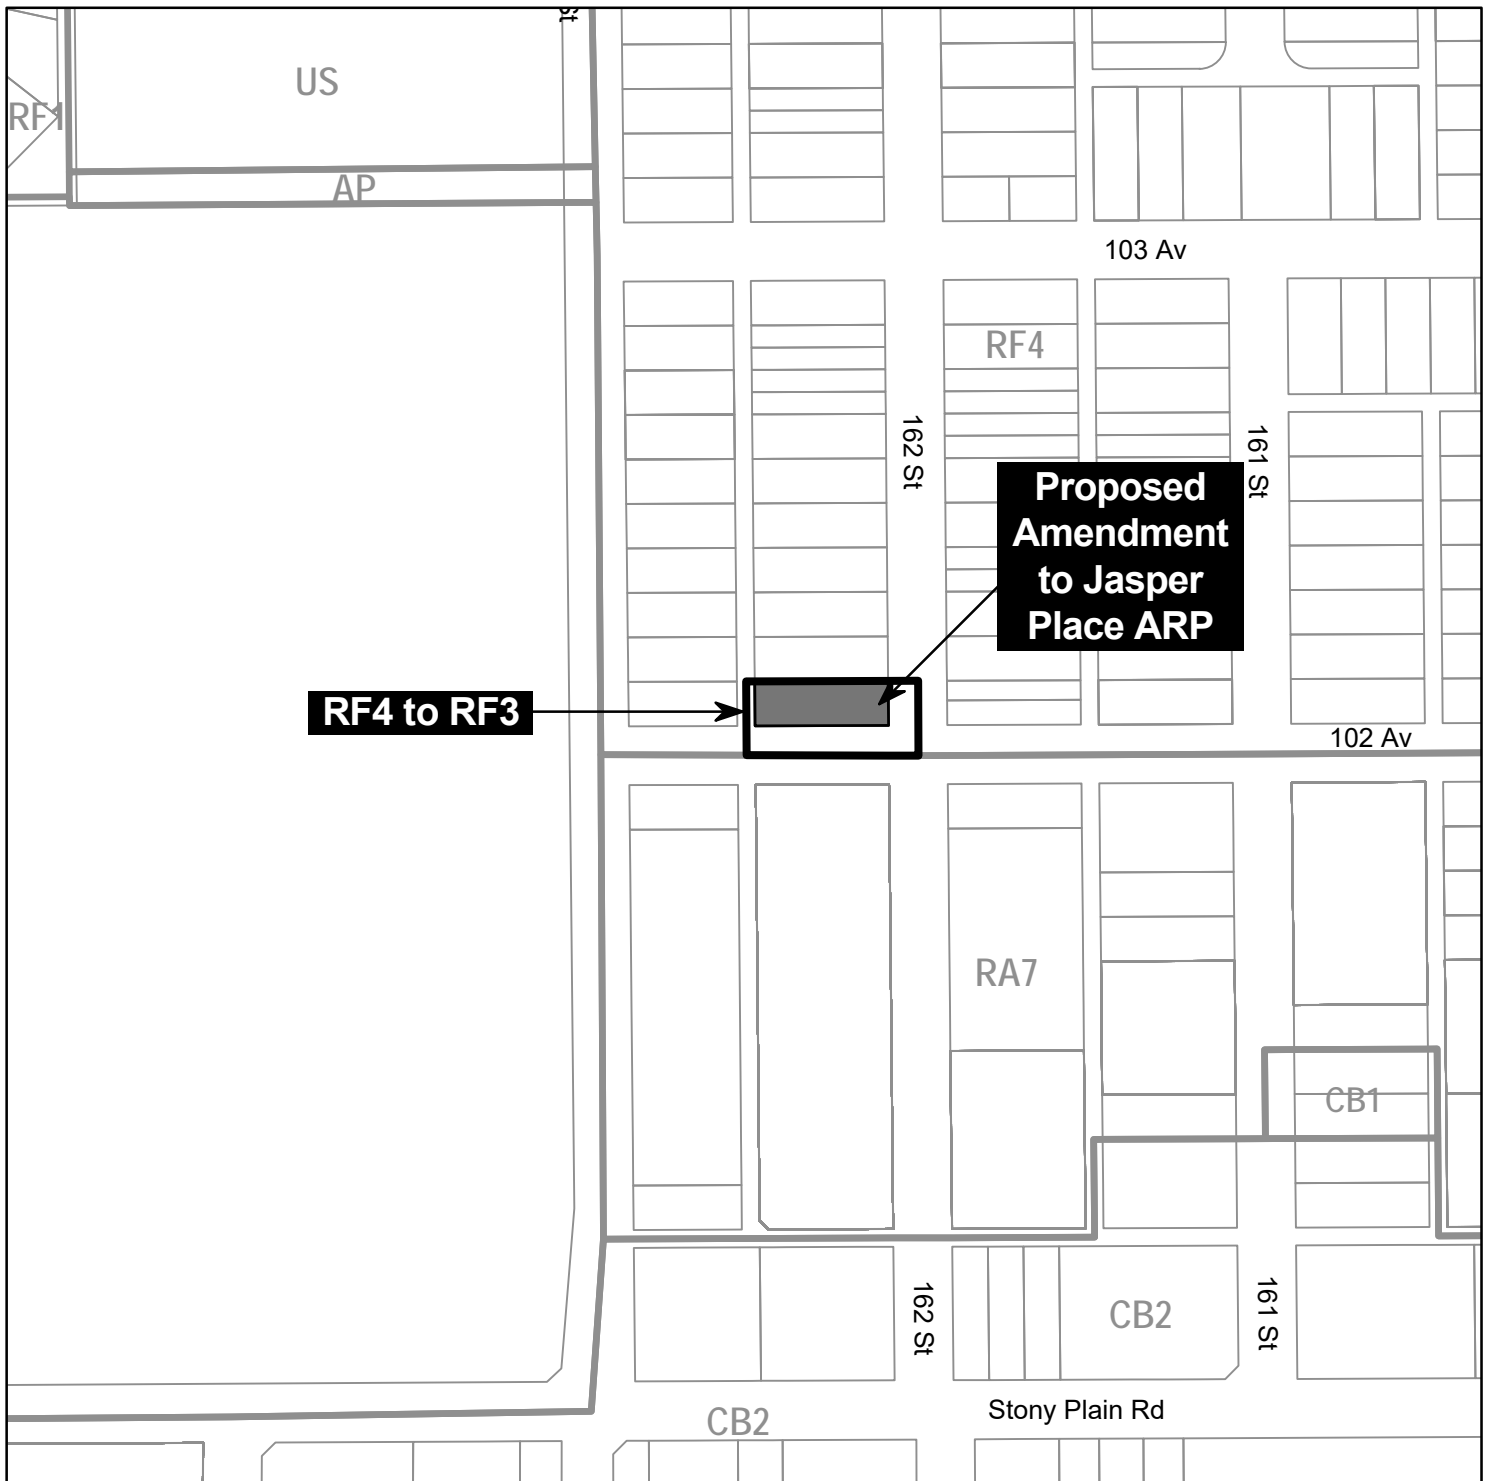 St
US
RF1
AP
103 Av
RF4
162 St
161 St
Proposed
Amendment
to Jasper
Place ARP
RF4 to RF3
102 Av
RA7
CB1
162 St
161 St
CB2
CB2
Stony Plain Rd